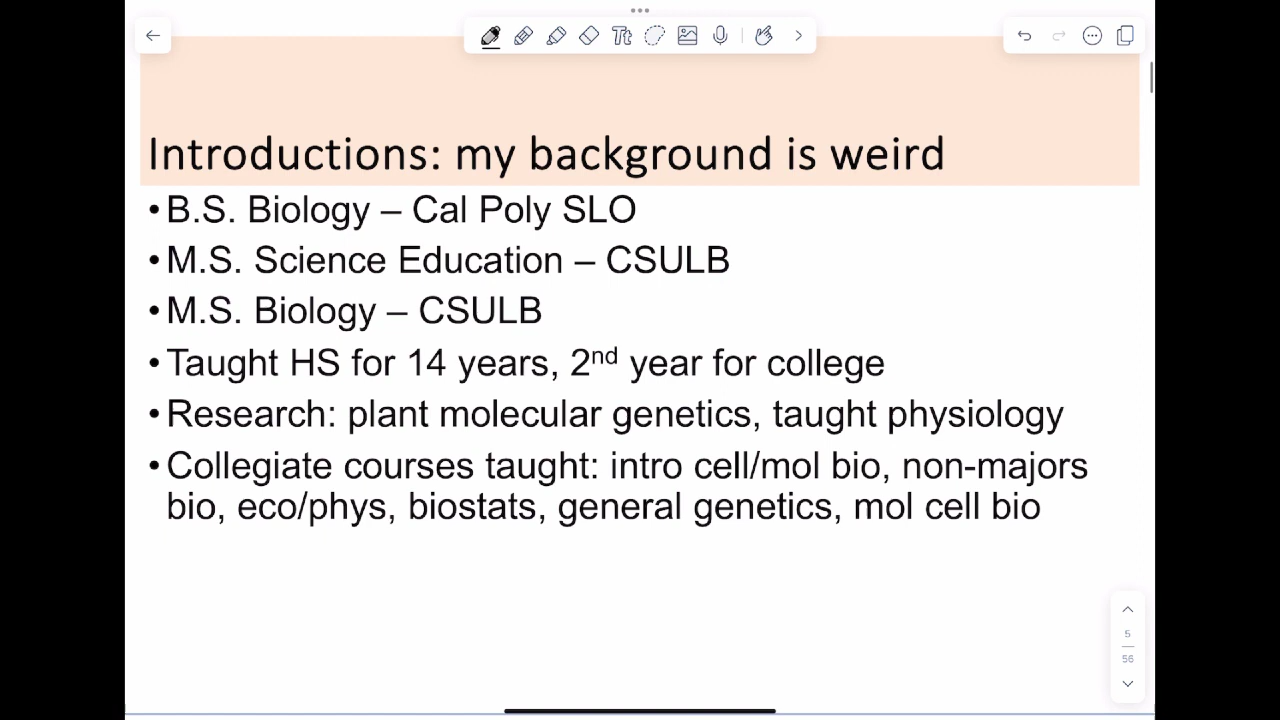 Tt
Introductions: my background is weird
•B.S. Biology – Cal Poly SLO
•M.S. Science Education – CSULB
•M.S. Biology – CSULB
•Taught HS for 14 years, 2nd year for college
•Research: plant molecular genetics, taught physiology
•Collegiate courses taught: intro cell/mol bio, non-majors
bio, eco/phys, biostats, general genetics, mol cell bio
5
56